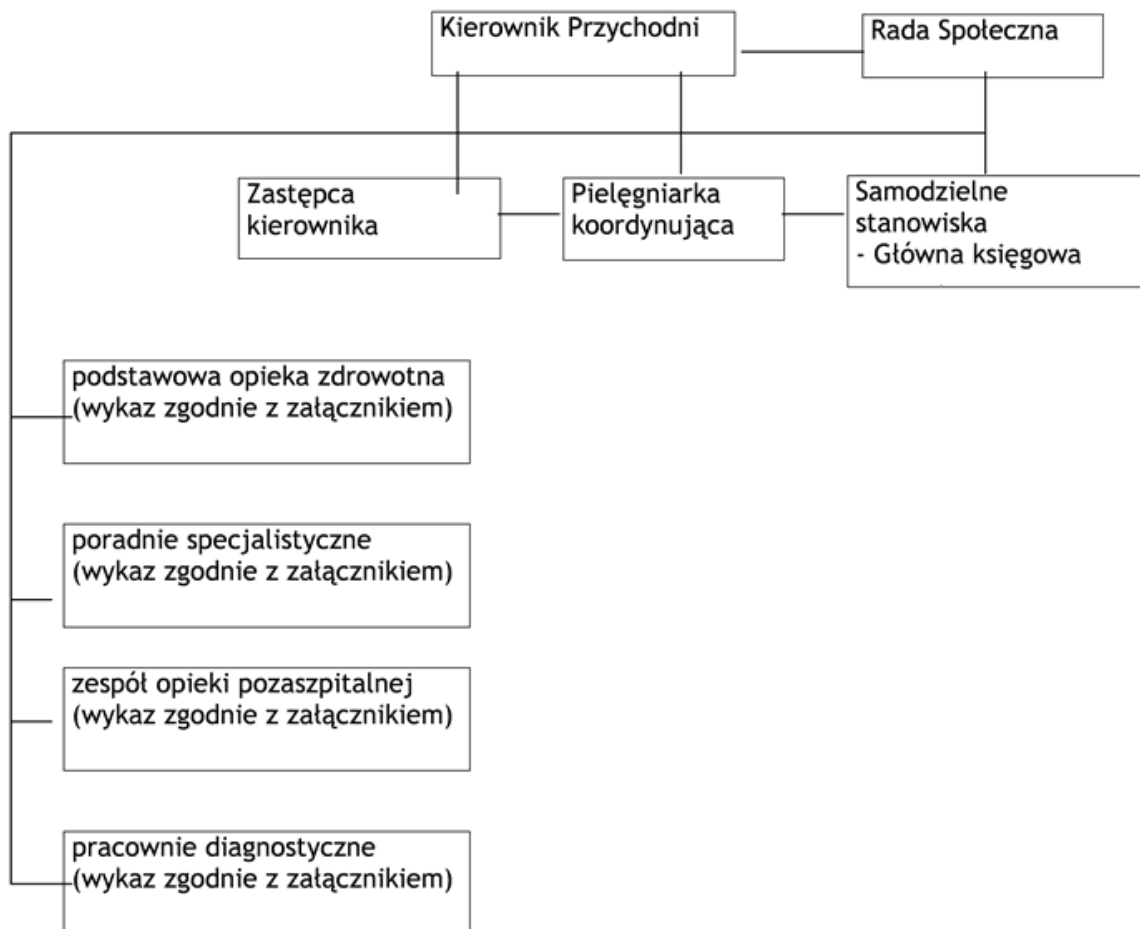 Kierownik Przychodni
Rada Społeczna
Zastępca
kierownika
Pielęgniarka
koordynująca
Samodzielne
stanowiska
- Główna księgowa
podstawowa opieka zdrowotna
(wykaz zgodnie z załącznikiem)
poradnie specjalistyczne
(wykaz zgodnie z załącznikiem)
zespół opieki pozaszpitalnej
(wykaz zgodnie z załącznikiem)
pracownie diagnostyczne
(wykaz zgodnie z załącznikiem)